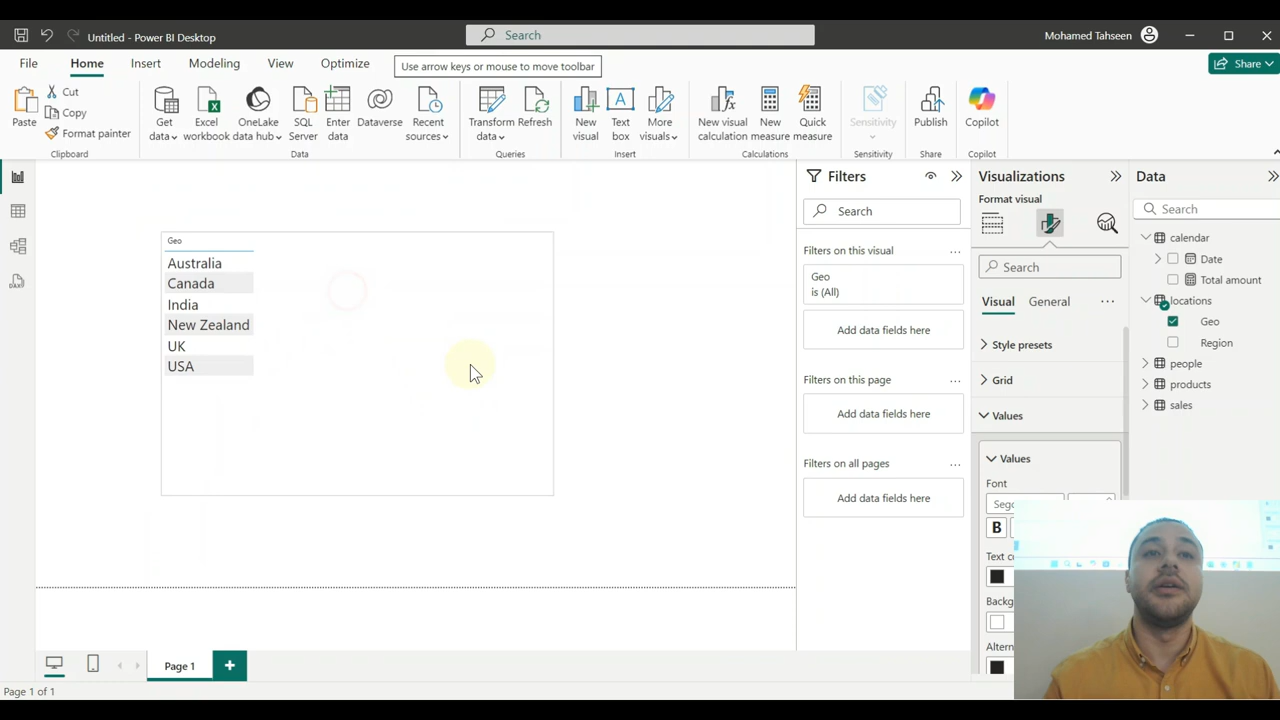 Untitled - Power BI Desktop
Search
Mohamed Tahseen
File
Home
Insert
Modeling
View
Optimize
Use arrow keys or mouse to move toolbar
Share
Paste
Cut
Copy
Format painter
Clipboard
Get data
Excel workbook
OneLake data hub
SQL Server
Enter data
Dataverse
Recent sources
Data
Transform data
Refresh
Queries
New visual
Text box
More visuals
Insert
New visual calculation
New measure
Quick measure
Calculations
Sensitivity
Sensitivity
Publish
Share
Copilot
Copilot
Geo
Australia
Canada
India
New Zealand
UK
USA
Filters
Search
Filters on this visual
...
Geo
is (All)
Add data fields here
Filters on this page
...
Add data fields here
Filters on all pages
...
Add data fields here
Visualizations
Format visual
Search
Visual
General
...
Style presets
Grid
Values
Values
Font
B
Data
Search
calendar
Date
Total amount
locations
Geo
Region
people
products
sales
Page 1
Page 1 of 1